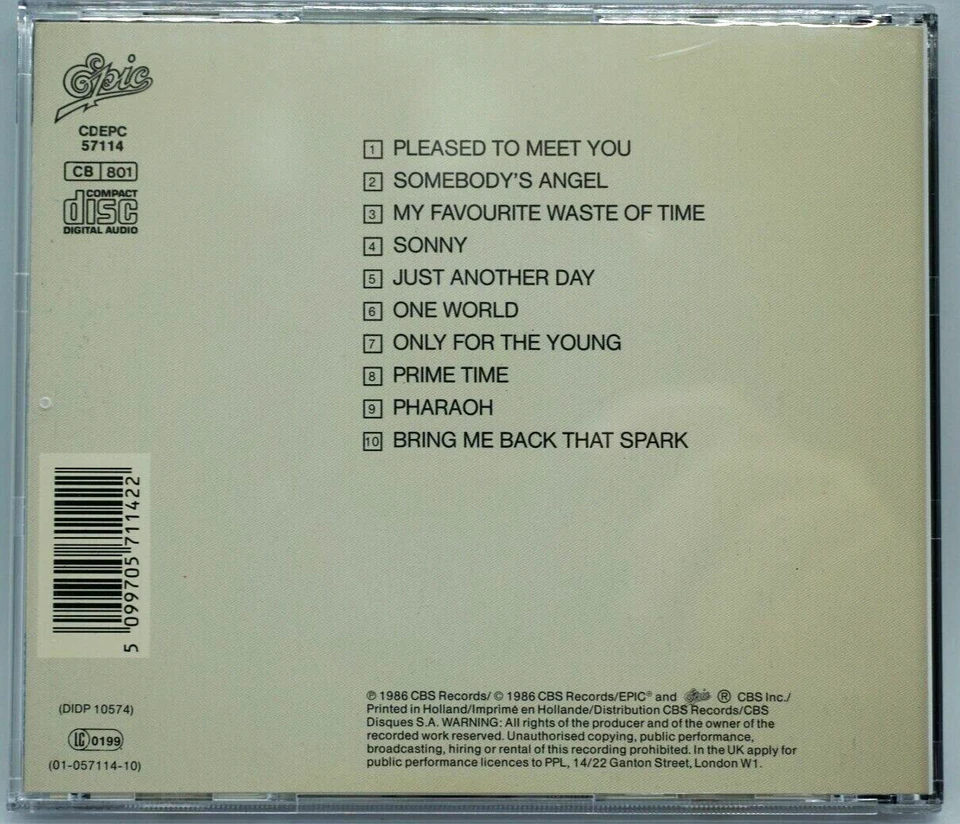 Epic
CDEPC
57114
CB 801
COMPACT
disc
DIGITAL AUDIO
1 PLEASED TO MEET YOU
2 SOMEBODY'S ANGEL
3 MY FAVOURITE WASTE OF TIME
4 SONNY
5 JUST ANOTHER DAY
6 ONE WORLD
7 ONLY FOR THE YOUNG
8 PRIME TIME
9 PHARAOH
10 BRING ME BACK THAT SPARK
5 099705 711422
(DIDP 10574)
LC 0199
(01-057114-10)
℗ 1986 CBS Records/ © 1986 CBS Records/EPIC® and Epic ® CBS Inc./
Printed in Holland/Imprimé en Hollande/Distribution CBS Records/CBS
Disques S.A. WARNING: All rights of the producer and of the owner of the
recorded work reserved. Unauthorised copying, public performance,
broadcasting, hiring or rental of this recording prohibited. In the UK apply for
public performance licences to PPL, 14/22 Ganton Street, London W1.